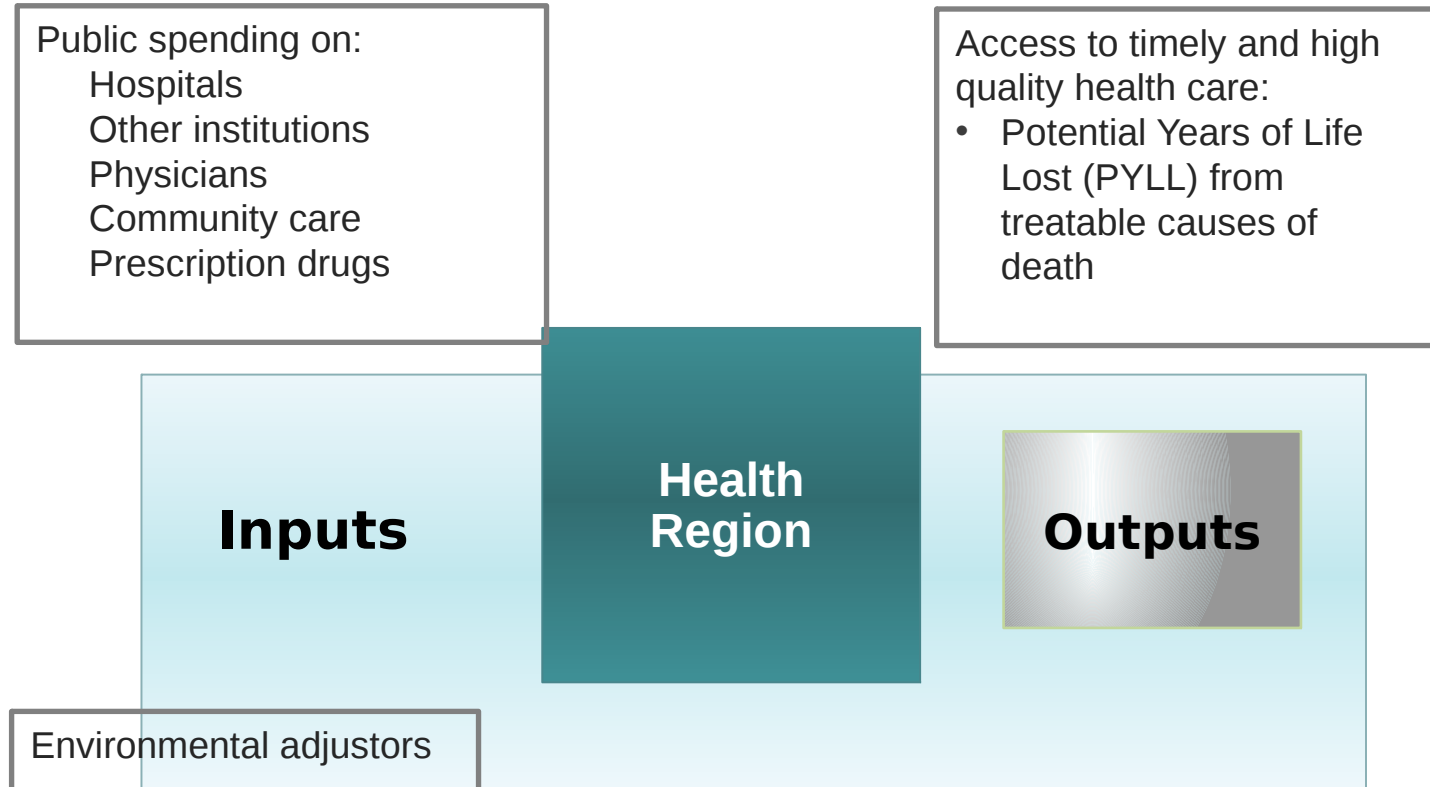 Public spending on:
Hospitals
Other institutions
Physicians
Community care
Prescription drugs
Access to timely and high
quality health care:
• Potential Years of Life
Lost (PYLL) from
treatable causes of
death
Inputs
Health
Region
Outputs
Environmental adjustors